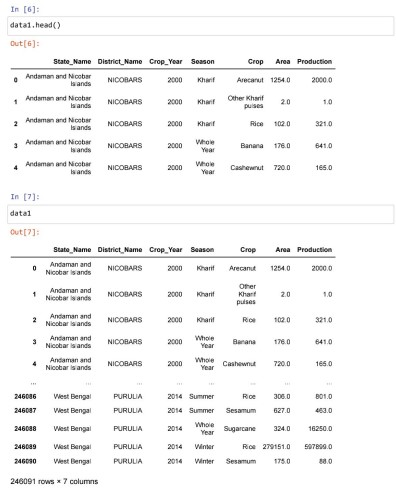 In [6]:
data1.head()
Out[6]:
State_Name District_Name Crop_Year Season Crop Area Production
0 Andaman and Nicobar Islands NICOBARS 2000 Kharif Arecanut 1254.0 2000.0
1 Andaman and Nicobar Islands NICOBARS 2000 Kharif Other Kharif pulses 2.0 1.0
2 Andaman and Nicobar Islands NICOBARS 2000 Kharif Rice 102.0 321.0
3 Andaman and Nicobar Islands NICOBARS 2000 Whole Year Banana 176.0 641.0
4 Andaman and Nicobar Islands NICOBARS 2000 Whole Year Cashewnut 720.0 165.0
In [7]:
data1
Out[7]:
State_Name District_Name Crop_Year Season Crop Area Production
0 Andaman and Nicobar Islands NICOBARS 2000 Kharif Arecanut 1254.0 2000.0
1 Andaman and Nicobar Islands NICOBARS 2000 Kharif Other Kharif pulses 2.0 1.0
2 Andaman and Nicobar Islands NICOBARS 2000 Kharif Rice 102.0 321.0
3 Andaman and Nicobar Islands NICOBARS 2000 Whole Year Banana 176.0 641.0
4 Andaman and Nicobar Islands NICOBARS 2000 Whole Year Cashewnut 720.0 165.0
... ... ... ... ... ... ... ...
246086 West Bengal PURULIA 2014 Summer Rice 306.0 801.0
246087 West Bengal PURULIA 2014 Summer Sesamum 627.0 463.0
246088 West Bengal PURULIA 2014 Whole Year Sugarcane 324.0 16250.0
246089 West Bengal PURULIA 2014 Winter Rice 279151.0 597899.0
246090 West Bengal PURULIA 2014 Winter Sesamum 175.0 88.0
246091 rows × 7 columns